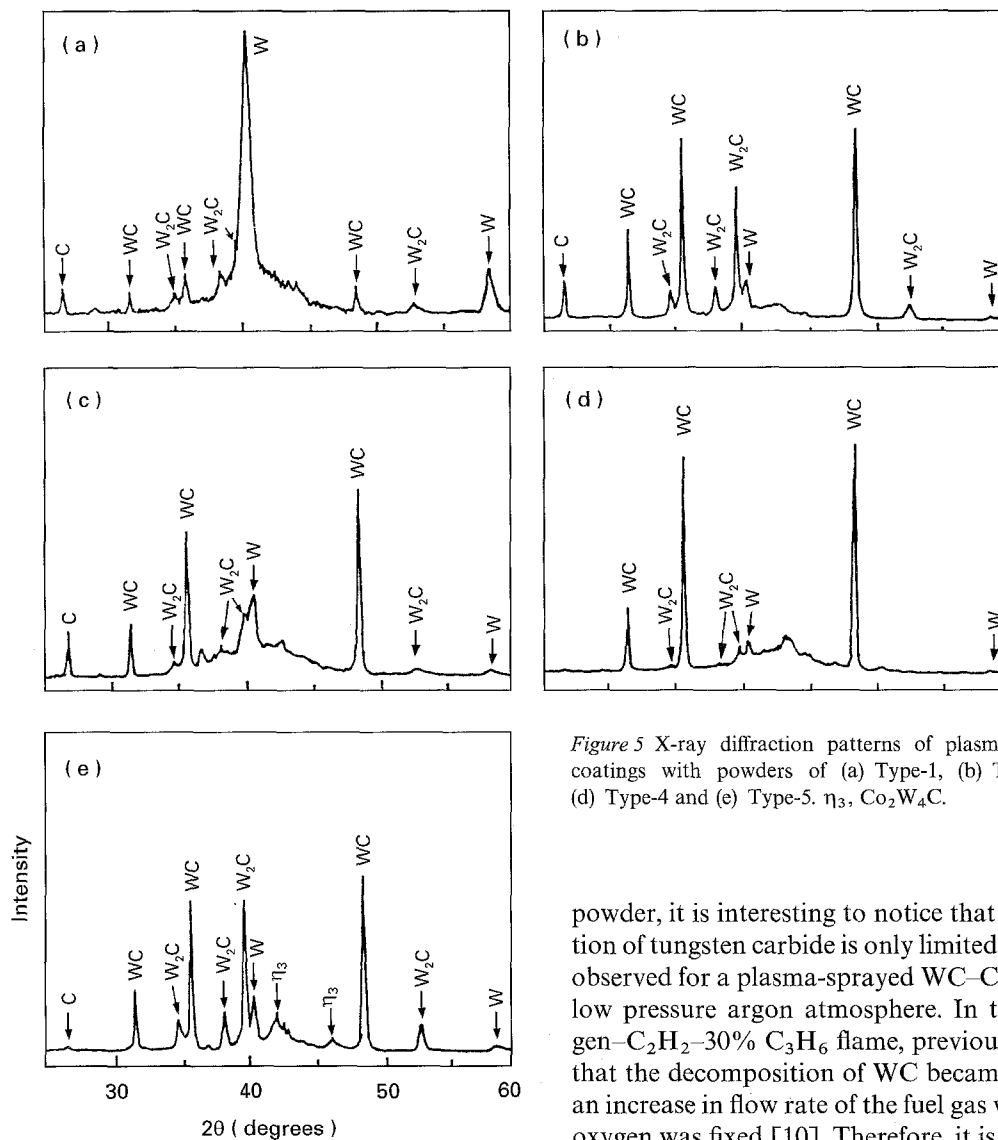 (a)
C
WC
W₂C
WC
W₂C
W
WC
W₂C
W
(b)
C
WC
W₂C
WC
W₂C
W₂C
W
WC
W₂C
W
(c)
C
WC
W₂C
WC
W₂C
W
WC
W₂C
W
(d)
WC
W₂C
WC
W₂C
W
WC
W
(e)
C
WC
W₂C
WC
W₂C
W₂C
W
η₃
η₃
WC
W₂C
W
Intensity
30 40 50 60
2θ (degrees)
Figure 5 X-ray diffraction patterns of plasm
coatings with powders of (a) Type-1, (b) T
(d) Type-4 and (e) Type-5. η₃, Co₂W₄C.
powder, it is interesting to notice that
tion of tungsten carbide is only limited
observed for a plasma-sprayed WC–C
low pressure argon atmosphere. In t
gen–C₂H₂–30% C₃H₆ flame, previou
that the decomposition of WC becam
an increase in flow rate of the fuel gas
oxygen was fixed [10]. Therefore, it is